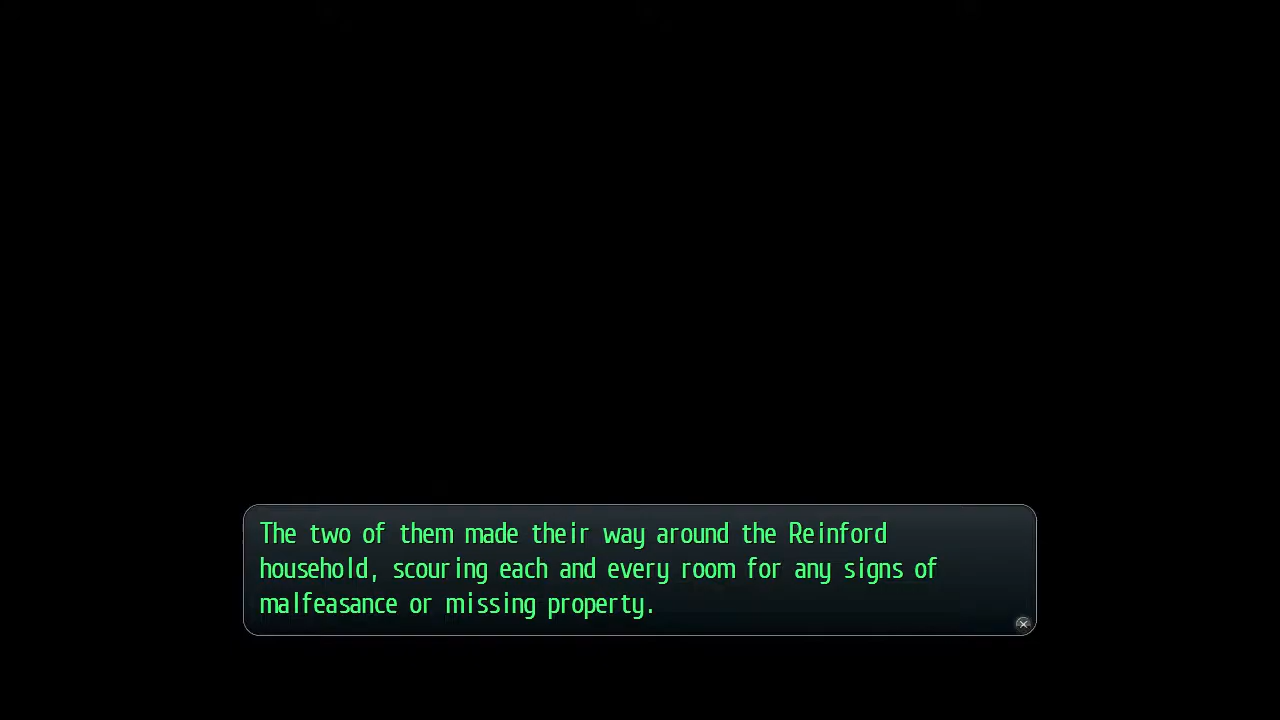 The two of them made their way around the Reinford
household, scouring each and every room for any signs of
malfeasance or missing property.